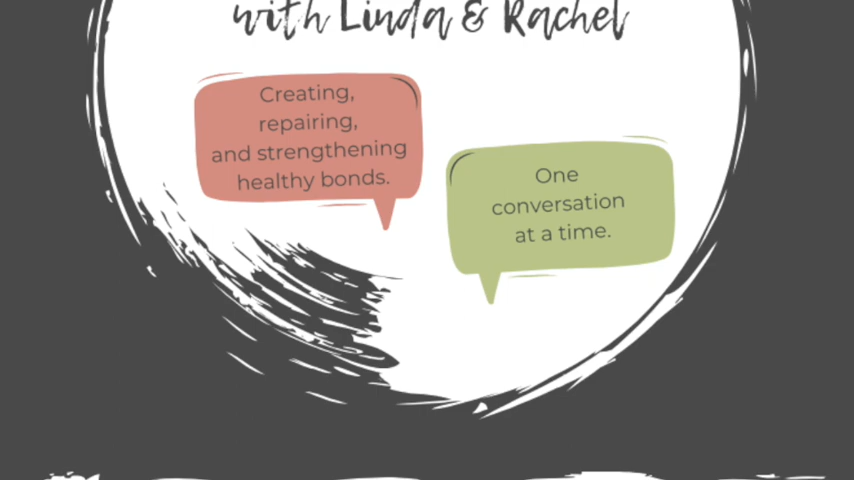 with Linda & Rachel
Creating,
repairing,
and strengthening
healthy bonds.
One
conversation
at a time.